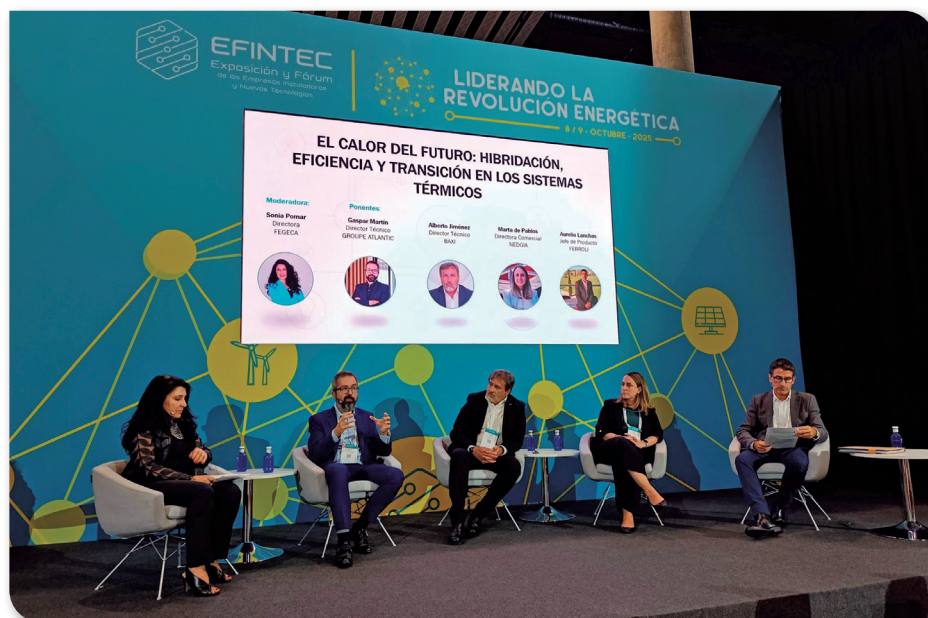 EFINTEC
Exposición y Fórum
de las Empresas Instaladoras
y Nuevas Tecnologías
LIDERANDO LA
REVOLUCIÓN ENERGÉTICA
8 / 9 - OCTUBRE - 2025
EL CALOR DEL FUTURO: HIBRIDACIÓN,
EFICIENCIA Y TRANSICIÓN EN LOS SISTEMAS
TÉRMICOS
Moderadora:
Sonia Pomar
Directora
FEGECA
Ponentes:
Gaspar Martín
Director Técnico
GROUPE ATLANTIC
Alberto Jiménez
Director Técnico
BAXI
Marta de Pablos
Directora Comercial
NEDGIA
Aurelio Lanchas
Jefe de Producto
FERROLI